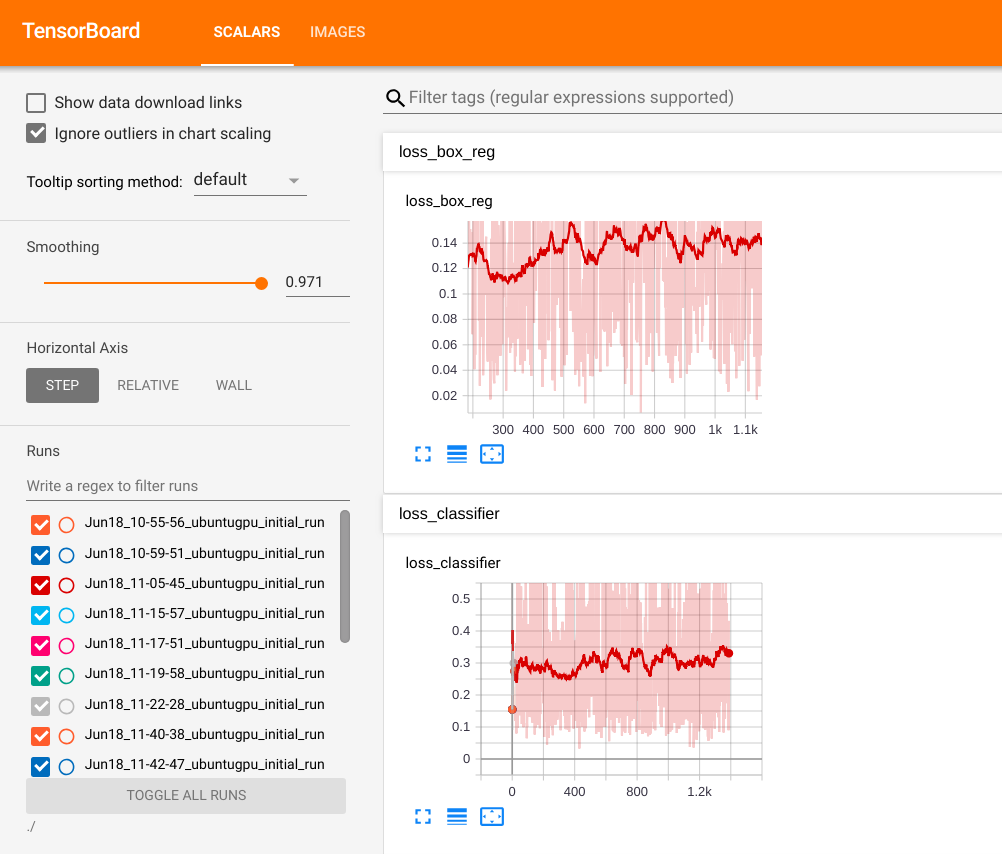 TensorBoard
SCALARS
IMAGES
Show data download links
Ignore outliers in chart scaling
Tooltip sorting method:
default
Smoothing
0.971
Horizontal Axis
STEP
RELATIVE
WALL
Runs
Write a regex to filter runs
Jun18_10-55-56_ubuntugpu_initial_run
Jun18_10-59-51_ubuntugpu_initial_run
Jun18_11-05-45_ubuntugpu_initial_run
Jun18_11-15-57_ubuntugpu_initial_run
Jun18_11-17-51_ubuntugpu_initial_run
Jun18_11-19-58_ubuntugpu_initial_run
Jun18_11-22-28_ubuntugpu_initial_run
Jun18_11-40-38_ubuntugpu_initial_run
Jun18_11-42-47_ubuntugpu_initial_run
TOGGLE ALL RUNS
./
Filter tags (regular expressions supported)
loss_box_reg
loss_box_reg
0.14
0.12
0.1
0.08
0.06
0.04
0.02
300 400 500 600 700 800 900 1k 1.1k
loss_classifier
loss_classifier
0.5
0.4
0.3
0.2
0.1
0
0 400 800 1.2k